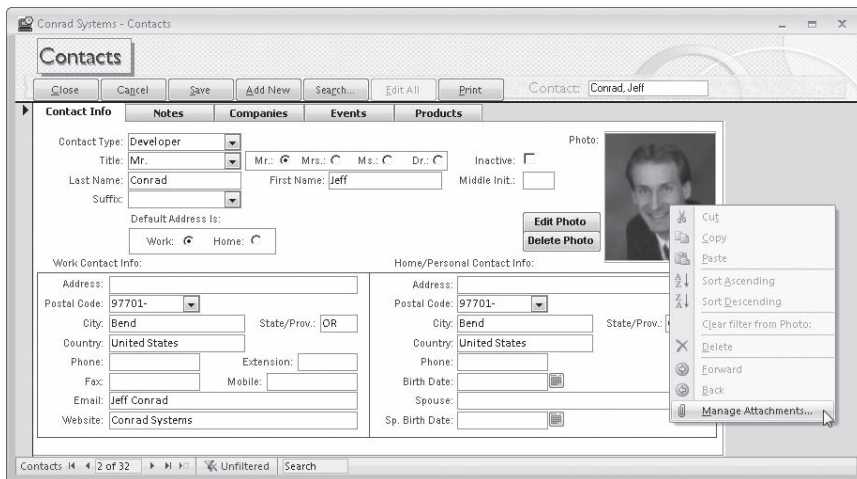 Conrad Systems - Contacts
Contacts
Close Cancel Save Add New Search... Edit All Print Contact: Conrad, Jeff
Contact Info Notes Companies Events Products
Contact Type: Developer Photo:
Title: Mr. Mr.: Mrs.: Ms.: Dr.: Inactive:
Last Name: Conrad First Name: Jeff Middle Init.:
Suffix:
Default Address Is:
Work: Home:
Edit Photo
Delete Photo
Work Contact Info:
Address:
Postal Code: 97701-
City: Bend State/Prov.: OR
Country: United States
Phone: Extension:
Fax: Mobile:
Email: Jeff Conrad
Website: Conrad Systems
Home/Personal Contact Info:
Address:
Postal Code: 97701-
City: Bend State/Prov.:
Country: United States
Phone:
Birth Date:
Spouse:
Sp. Birth Date:
Cut
Copy
Paste
Sort Ascending
Sort Descending
Clear filter from Photo:
Delete
Forward
Back
Manage Attachments...
Contacts 2 of 32 Unfiltered Search